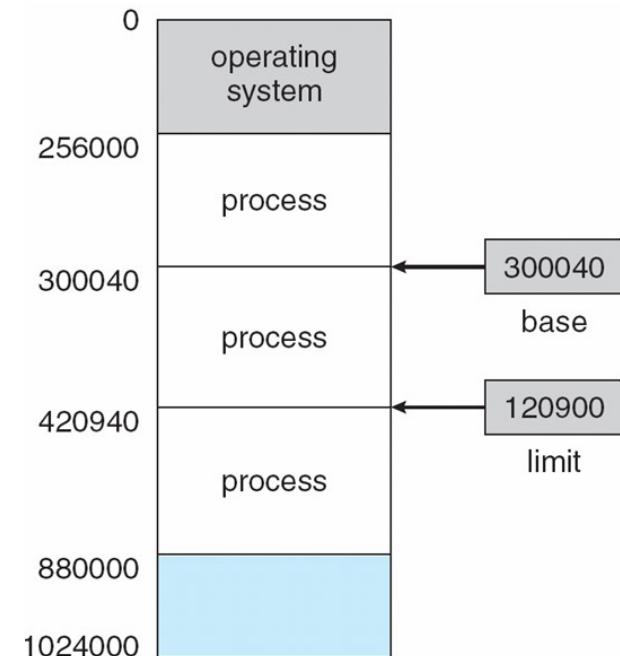 0
operating
system
256000
process
300040
base
300040
process
120900
limit
420940
process
880000
1024000